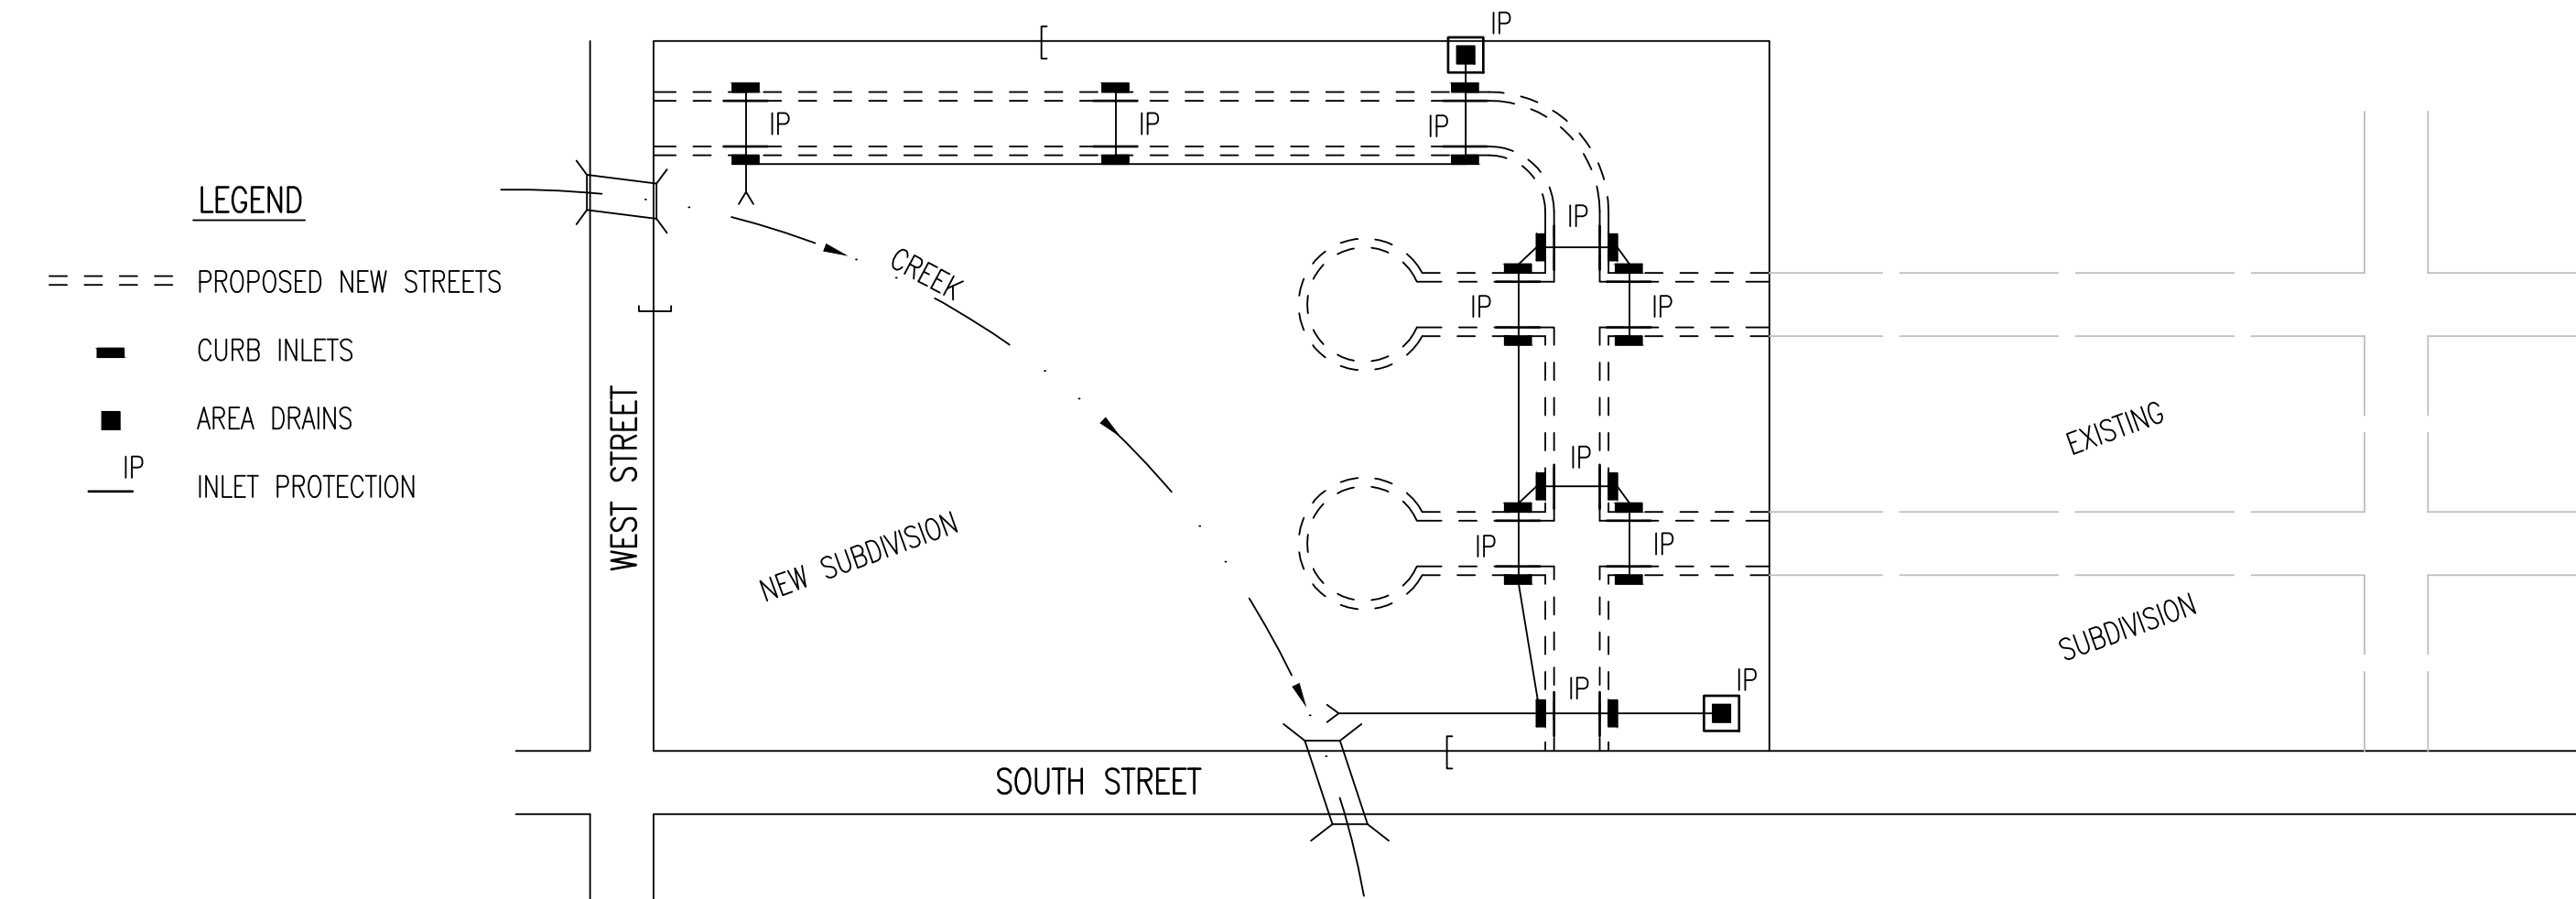 LEGEND
PROPOSED NEW STREETS
CURB INLETS
AREA DRAINS
IP
INLET PROTECTION
WEST STREET
IP
IP
IP
IP
IP
IP
IP
CREEK
NEW SUBDIVISION
IP
IP
IP
IP
IP
SOUTH STREET
EXISTING
SUBDIVISION